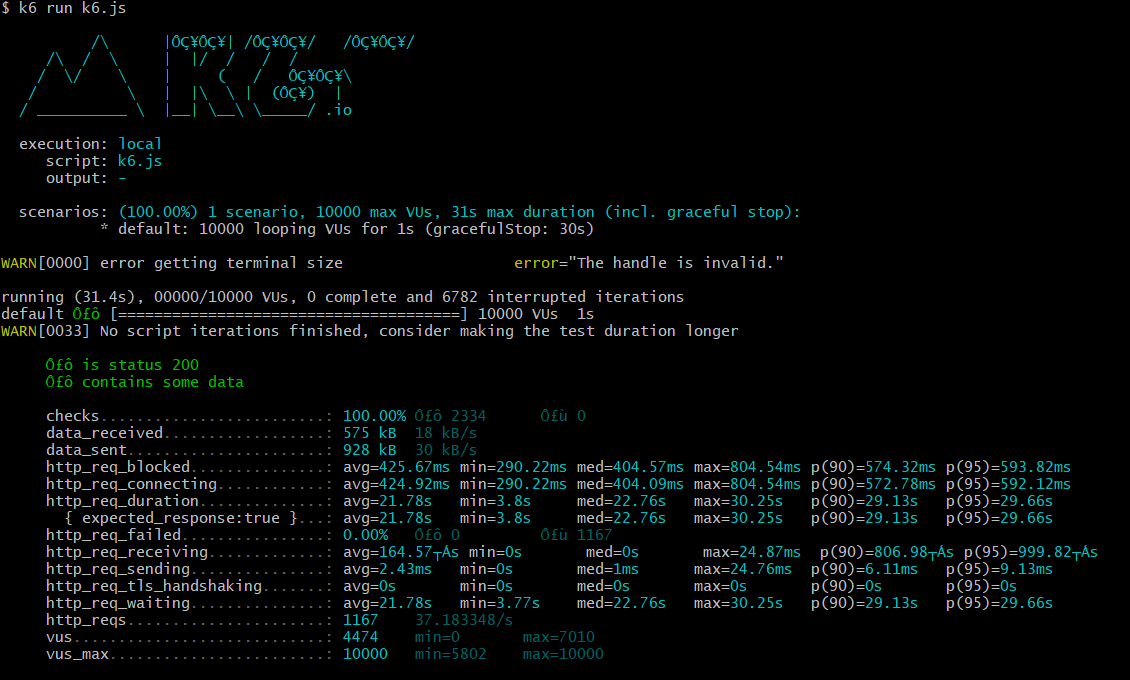 $ k6 run k6.js
/\ |ÔÇ¥ÔÇ¥| /ÔÇ¥ÔÇ¥/ /ÔÇ¥ÔÇ¥/
/\ / \ | |/ / / /
/ \/ \ | ( / ÔÇ¥ÔÇ¥\
/ \ | |\ \ | (ÔÇ¥) |
/ __________ \ |__| \__\ \_____/ .io
execution: local
script: k6.js
output: -
scenarios: (100.00%) 1 scenario, 10000 max VUs, 31s max duration (incl. graceful stop):
* default: 10000 looping VUs for 1s (gracefulStop: 30s)
WARN[0000] error getting terminal size error="The handle is invalid."
running (31.4s), 00000/10000 VUs, 0 complete and 6782 interrupted iterations
default Ô£ô [======================================] 10000 VUs 1s
WARN[0033] No script iterations finished, consider making the test duration longer
Ô£ô is status 200
Ô£ô contains some data
checks.........................: 100.00% Ô£ô 2334 Ô£ù 0
data_received..................: 575 kB 18 kB/s
data_sent......................: 928 kB 30 kB/s
http_req_blocked...............: avg=425.67ms min=290.22ms med=404.57ms max=804.54ms p(90)=574.32ms p(95)=593.82ms
http_req_connecting............: avg=424.92ms min=290.22ms med=404.09ms max=804.54ms p(90)=572.78ms p(95)=592.12ms
http_req_duration..............: avg=21.78s min=3.8s med=22.76s max=30.25s p(90)=29.13s p(95)=29.66s
{ expected_response:true }...: avg=21.78s min=3.8s med=22.76s max=30.25s p(90)=29.13s p(95)=29.66s
http_req_failed................: 0.00% Ô£ô 0 Ô£ù 1167
http_req_receiving.............: avg=164.57┬Ás min=0s med=0s max=24.87ms p(90)=806.98┬Ás p(95)=999.82┬Ás
http_req_sending...............: avg=2.43ms min=0s med=1ms max=24.76ms p(90)=6.11ms p(95)=9.13ms
http_req_tls_handshaking.......: avg=0s min=0s med=0s max=0s p(90)=0s p(95)=0s
http_req_waiting...............: avg=21.78s min=3.77s med=22.76s max=30.25s p(90)=29.13s p(95)=29.66s
http_reqs......................: 1167 37.183348/s
vus............................: 4474 min=0 max=7010
vus_max........................: 10000 min=5802 max=10000